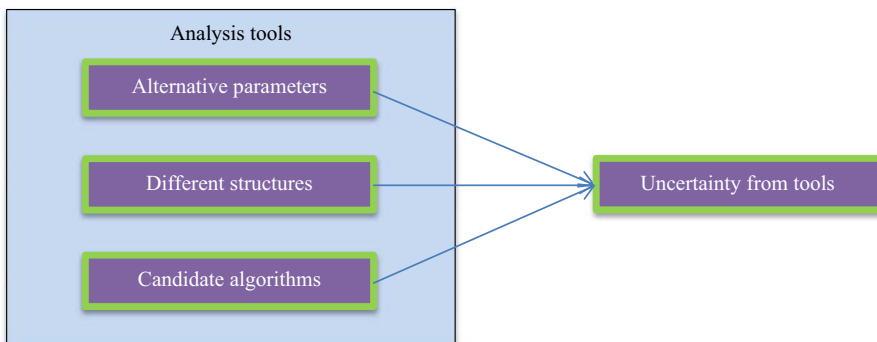 Analysis tools
Alternative parameters
Different structures
Uncertainty from tools
Candidate algorithms